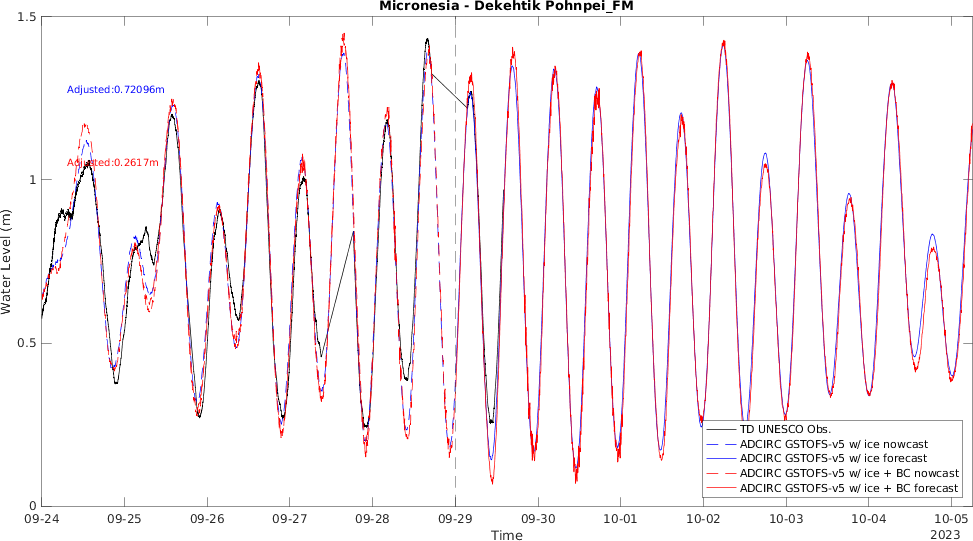 Micronesia - Dekehtik Pohnpei_FM
1.5
Adjusted:0.72096m
Adjusted:0.2617m
1
Water Level (m)
0.5
TD UNESCO Obs.
ADCIRC GSTOFS-v5 w/ ice nowcast
ADCIRC GSTOFS-v5 w/ ice forecast
ADCIRC GSTOFS-v5 w/ ice + BC nowcast
ADCIRC GSTOFS-v5 w/ ice + BC forecast
0
09-24 09-25 09-26 09-27 09-28 09-29 09-30 10-01 10-02 10-03 10-04 10-05
Time
2023